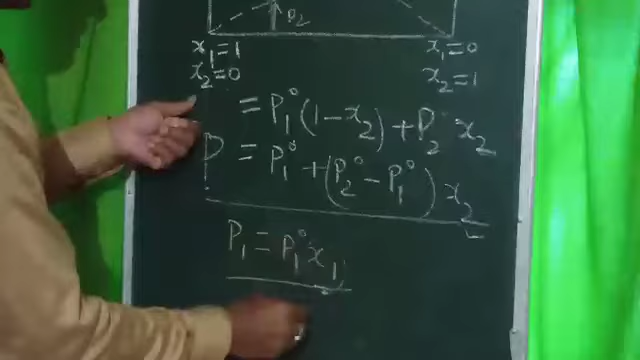 P2
x₁=1
x₁=0
x₂=0
x₂=1
= P₁°(1-x₂)+P₂°x₂
P = P₁°+(P₂°-P₁°)x₂
P₁ = P₁°x₁